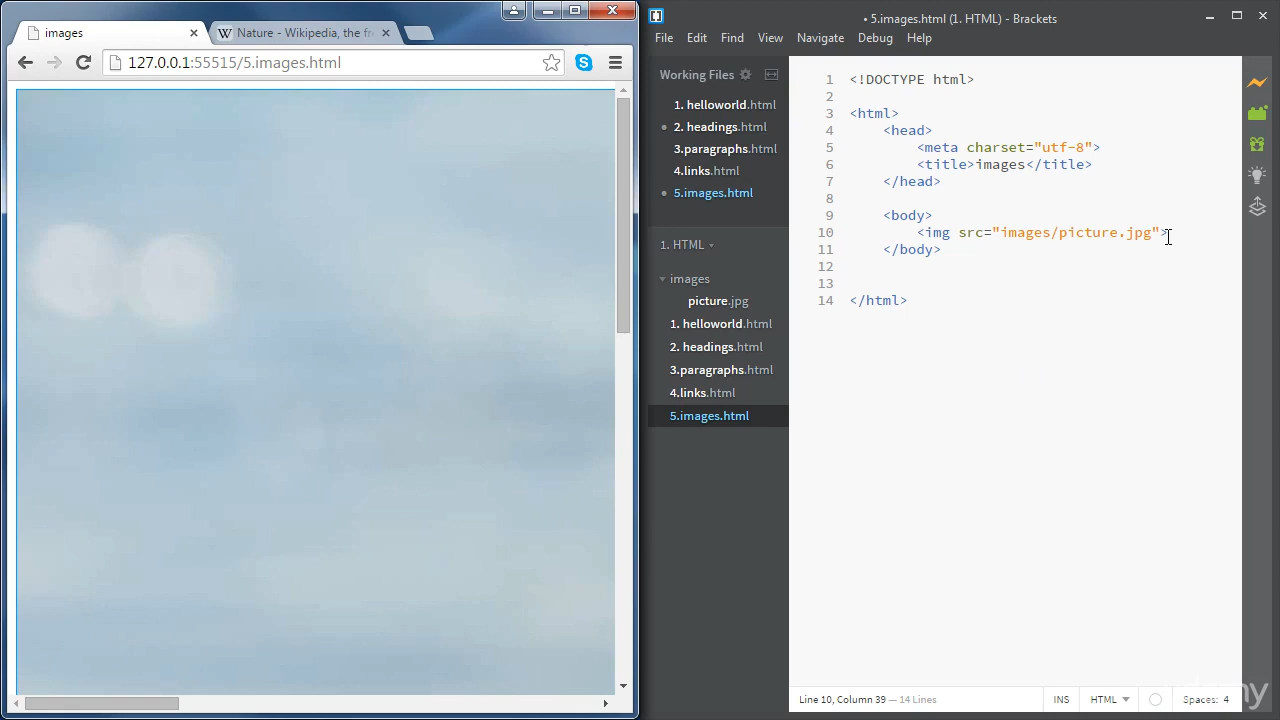 images
Nature - Wikipedia, the fr
127.0.0.1:55515/5.images.html
• 5.images.html (1. HTML) - Brackets
File Edit Find View Navigate Debug Help
Working Files
1. helloworld.html
2. headings.html
3.paragraphs.html
4.links.html
5.images.html
1. HTML
images
picture.jpg
1. helloworld.html
2. headings.html
3.paragraphs.html
4.links.html
5.images.html
1 <!DOCTYPE html>
2
3 <html>
4 <head>
5 <meta charset="utf-8">
6 <title>images</title>
7 </head>
8
9 <body>
10 <img src="images/picture.jpg">
11 </body>
12
13
14 </html>
Line 10, Column 39 — 14 Lines
INS HTML Spaces: 4